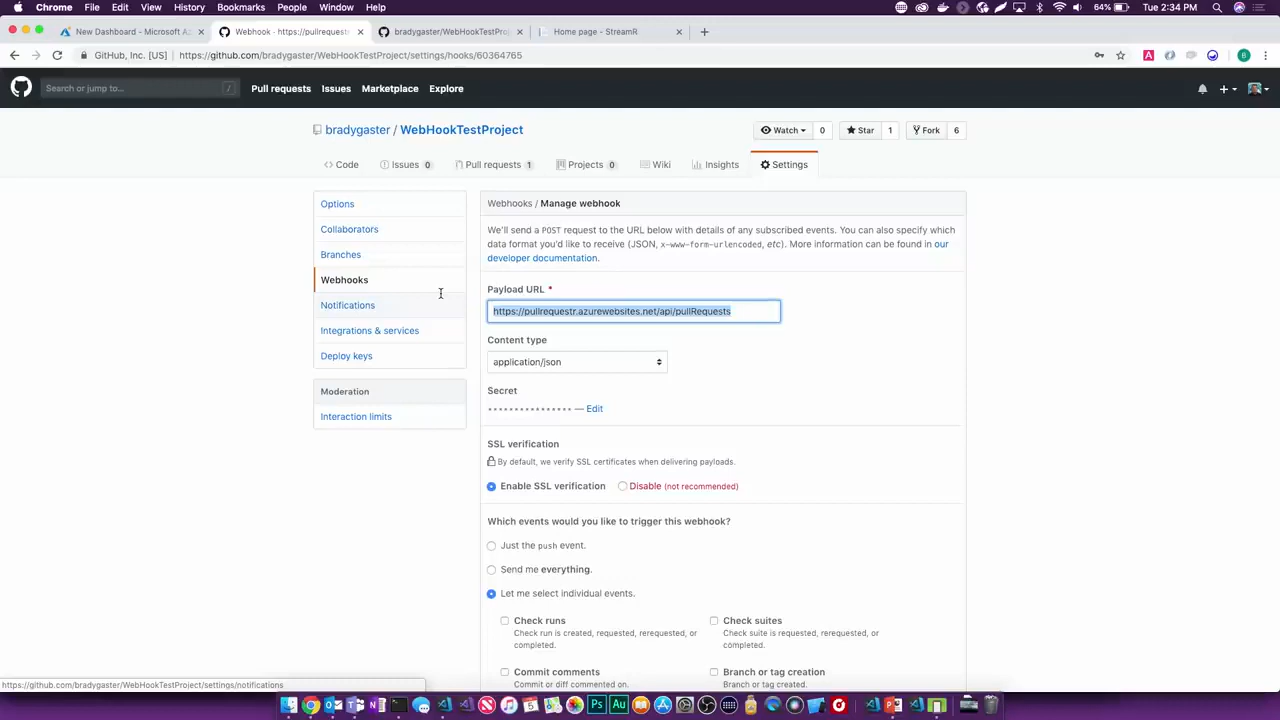 Chrome File Edit View History Bookmarks People Window Help 64% Tue 2:34 PM
New Dashboard - Microsoft Az
Webhook · https://pullrequest
bradygaster/WebHookTestProj
Home page - StreamR
GitHub, Inc. [US] https://github.com/bradygaster/WebHookTestProject/settings/hooks/60364765
Search or jump to... / Pull requests Issues Marketplace Explore
bradygaster / WebHookTestProject
Watch 0 Star 1 Fork 6
Code Issues 0 Pull requests 1 Projects 0 Wiki Insights Settings
Options
Collaborators
Branches
Webhooks
Notifications
Integrations & services
Deploy keys
Moderation
Interaction limits
Webhooks / Manage webhook
We'll send a POST request to the URL below with details of any subscribed events. You can also specify which
data format you'd like to receive (JSON, x-www-form-urlencoded, etc). More information can be found in our
developer documentation.
Payload URL *
https://pullrequestr.azurewebsites.net/api/pullRequests
Content type
application/json
Secret
**************** — Edit
SSL verification
By default, we verify SSL certificates when delivering payloads.
Enable SSL verification Disable (not recommended)
Which events would you like to trigger this webhook?
Just the push event.
Send me everything.
Let me select individual events.
Check runs
Check run is created, requested, rerequested, or
completed.
Check suites
Check suite is requested, rerequested, or
completed.
Commit comments
Commit or diff commented on.
Branch or tag creation
Branch or tag created.
https://github.com/bradygaster/WebHookTestProject/settings/notifications
Ps Au